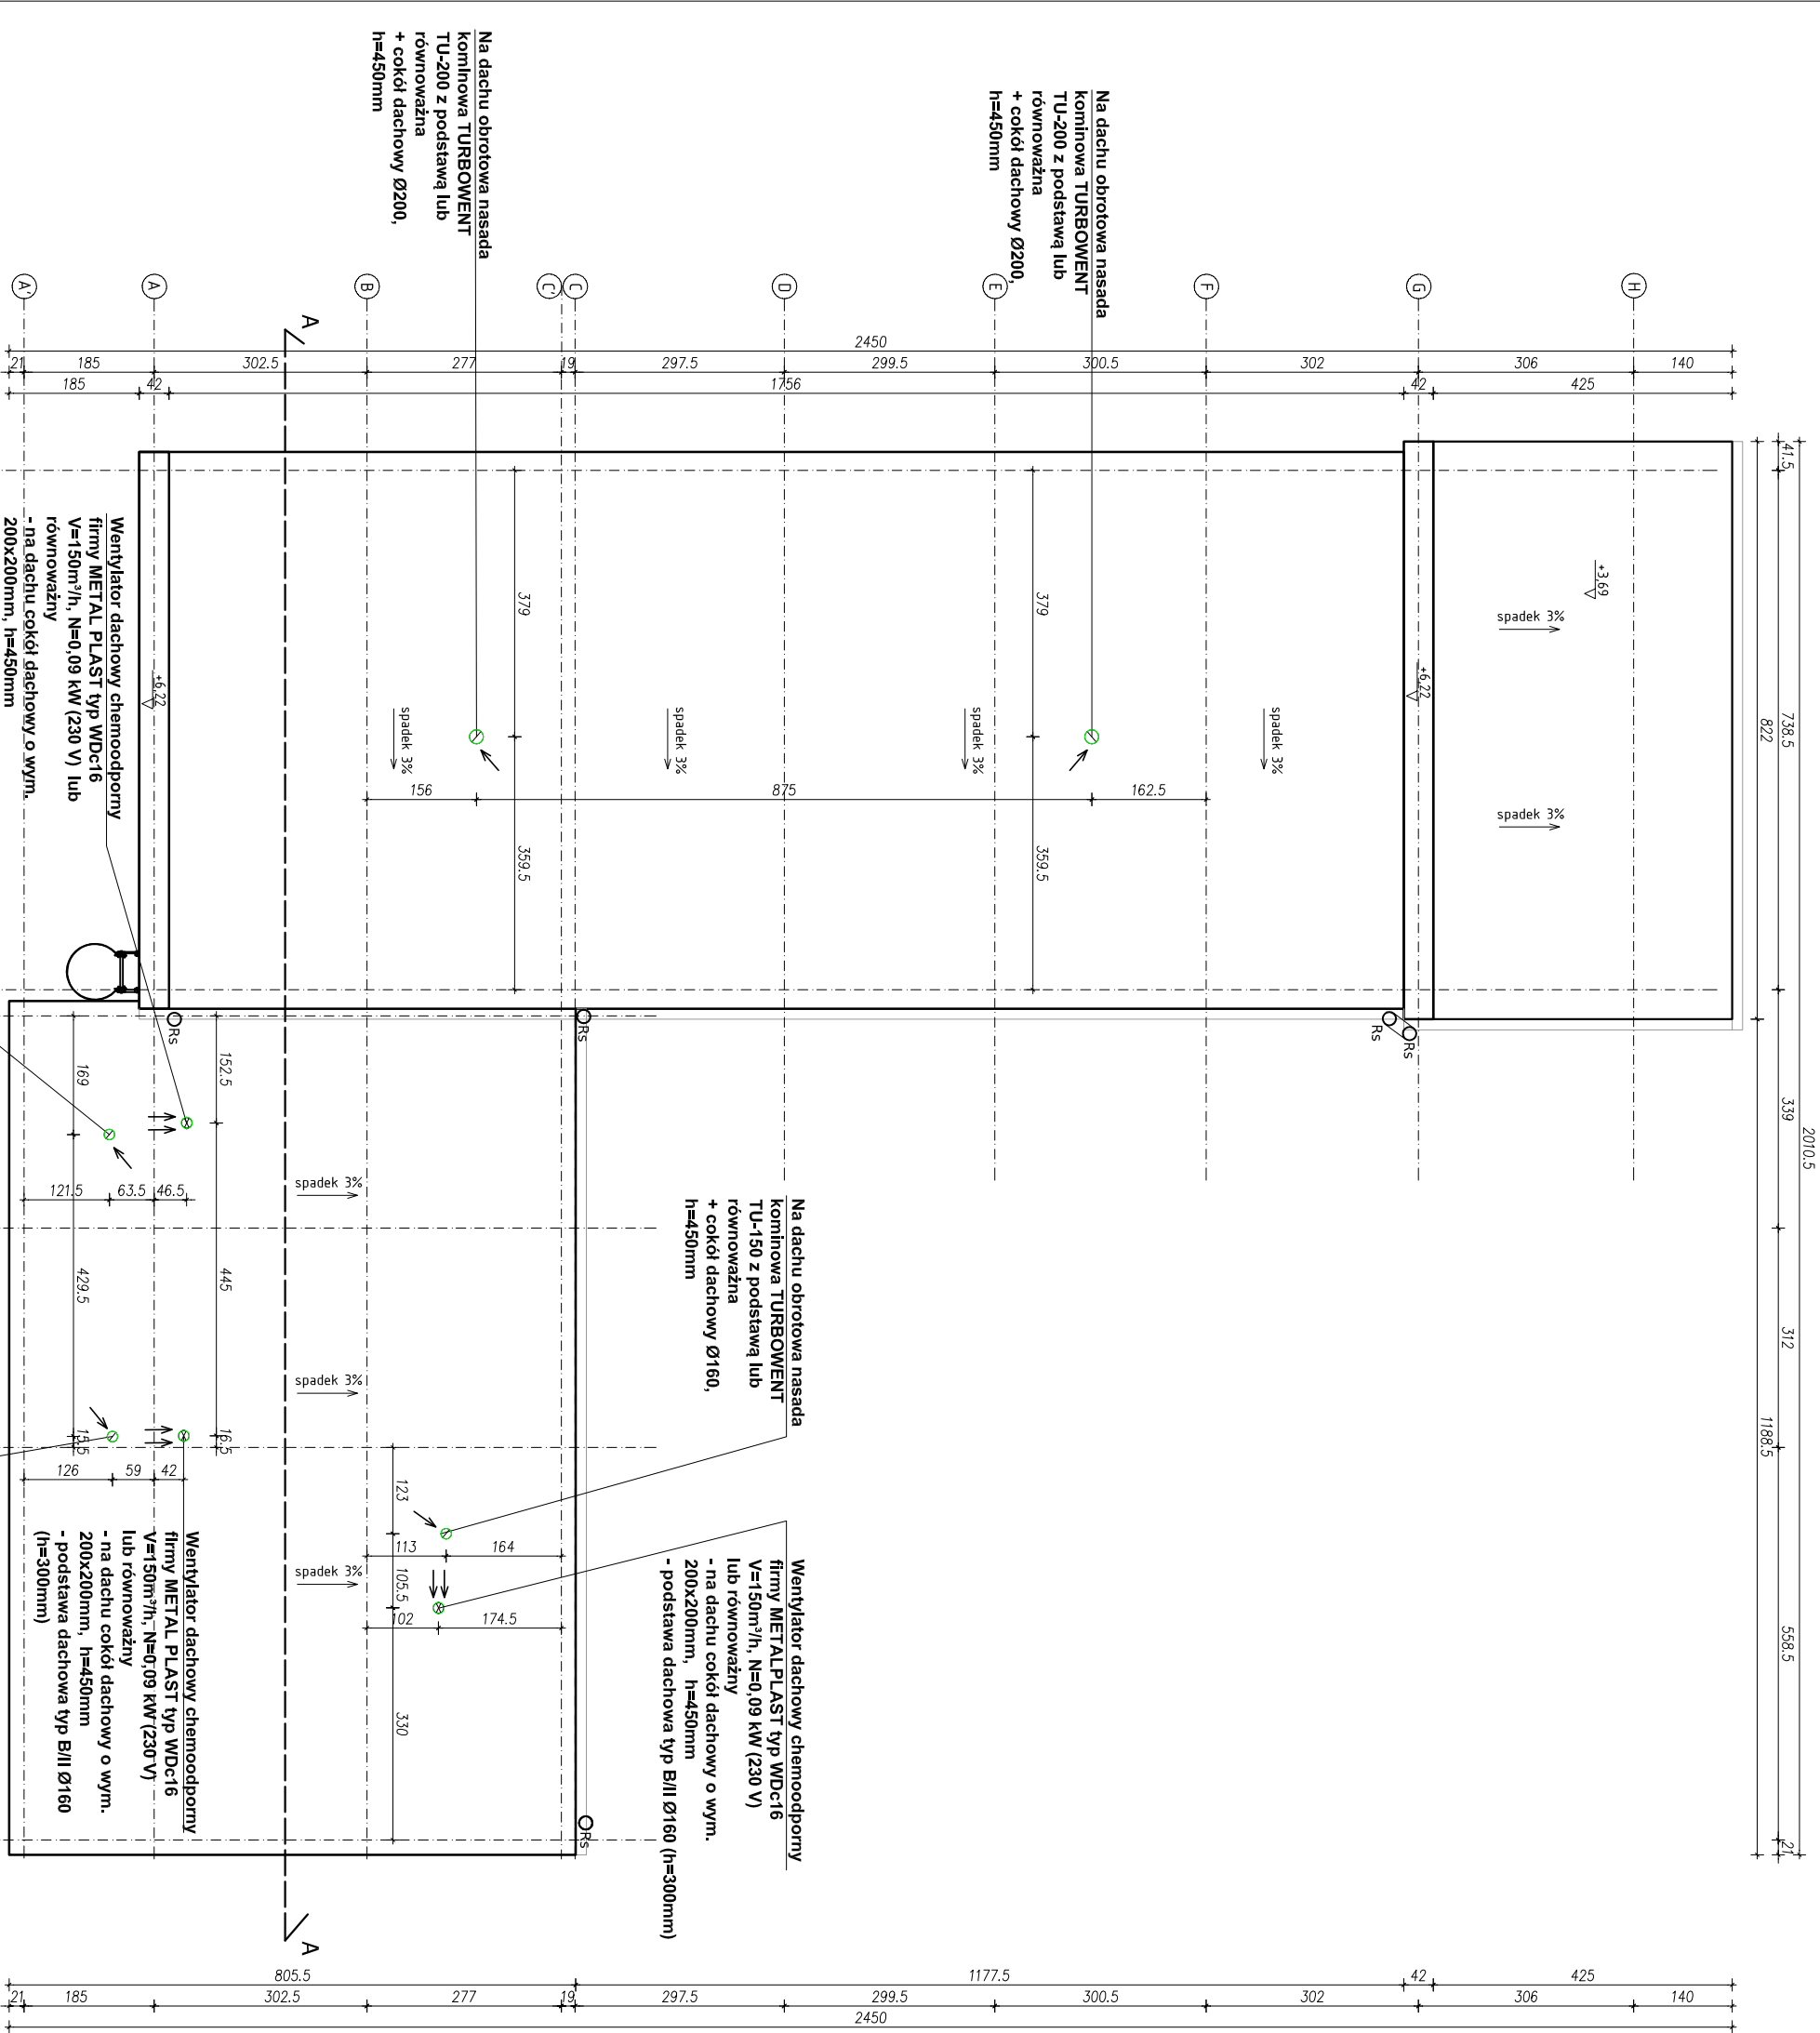 Na dachu obrotowa nasada
kominowa TURBOWENT
TU-200 z podstawą lub
równoważna
+ cokół dachowy Ø200,
h=450mm
Na dachu obrotowa nasada
kominowa TURBOWENT
TU-200 z podstawą lub
równoważna
+ cokół dachowy Ø200,
h=450mm
A'
A
B
C'
C
D
E
F
G
H
A
2450
21
185
302.5
277
19
297.5
299.5
300.5
302
306
140
185
42
1756
42
425
41.5
738.5
822
339
2010.5
312
1188.5
558.5
21
+3,69
spadek 3%
spadek 3%
+6,22
spadek 3%
spadek 3%
spadek 3%
spadek 3%
379
379
156
875
162.5
359.5
359.5
+6,22
Wentylator dachowy chemoodporny
firmy METAL PLAST typ WDc16
V=150m³/h, N=0,09 kW (230 V) lub
równoważny
- na dachu cokół dachowy o wym.
200x200mm, h=450mm
Rs
Rs
Rs
Rs
152.5
169
121.5
63.5
46.5
spadek 3%
445
429.5
spadek 3%
16.5
15.5
126
59
42
123
113
164
spadek 3%
105.5
102
174.5
330
Rs
Na dachu obrotowa nasada
kominowa TURBOWENT
TU-150 z podstawą lub
równoważna
+ cokół dachowy Ø160,
h=450mm
Wentylator dachowy chemoodporny
firmy METALPLAST typ WDc16
V=150m³/h, N=0,09 kW (230 V)
lub równoważny
- na dachu cokół dachowy o wym.
200x200mm, h=450mm
- podstawa dachowa typ B/II Ø160 (h=300mm)
Wentylator dachowy chemoodporny
firmy METAL PLAST typ WDc16
V=150m³/h, N=0,09 kW (230 V)
lub równoważny
- na dachu cokół dachowy o wym.
200x200mm, h=450mm
- podstawa dachowa typ B/II Ø160
(h=300mm)
A
805.5
1177.5
42
425
21
185
302.5
277
19
297.5
299.5
300.5
302
306
140
2450